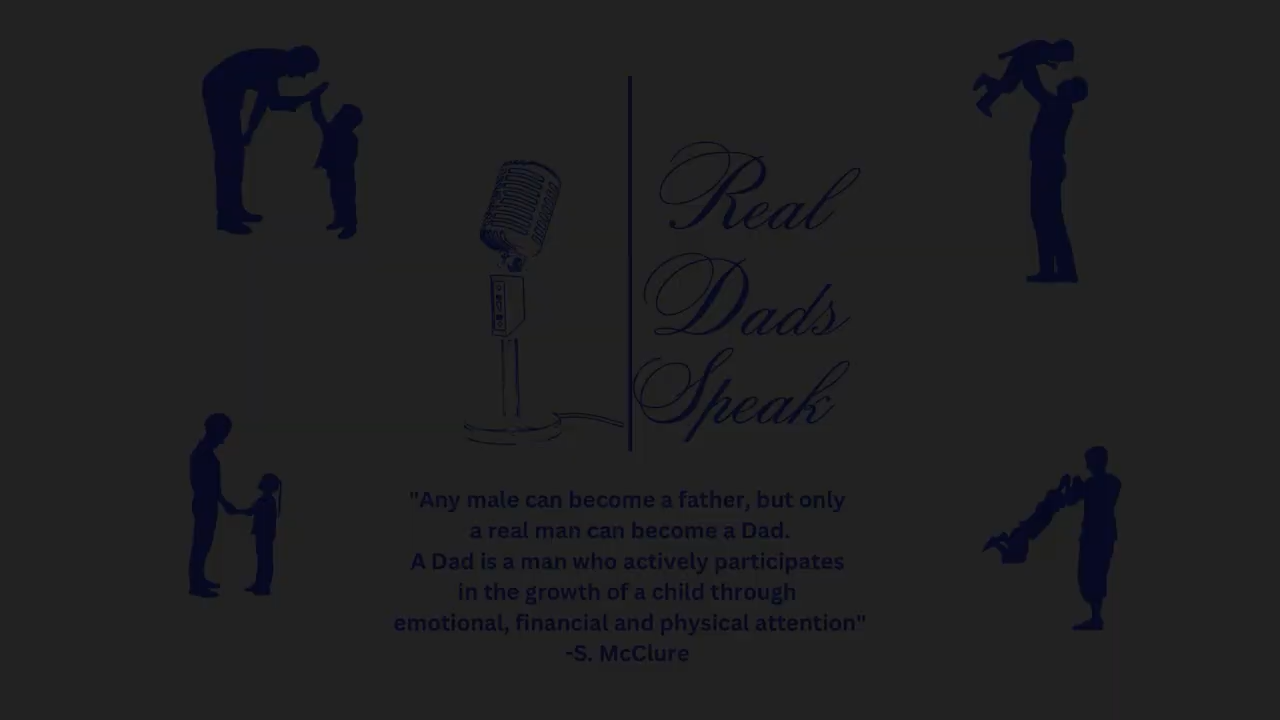 Real
Dads
Speak
"Any male can become a father, but only
a real man can become a Dad.
A Dad is a man who actively participates
in the growth of a child through
emotional, financial and physical attention"
-S. McClure